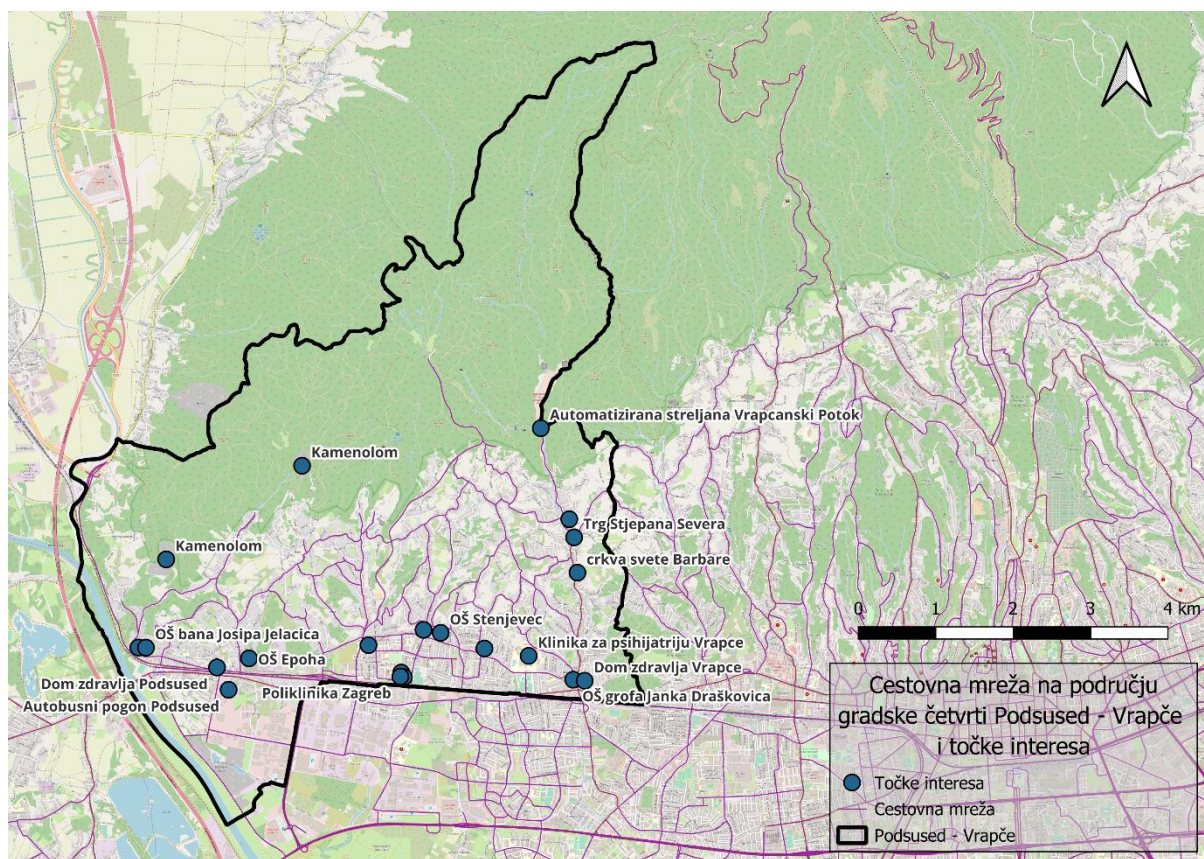 Automatizirana streljana Vrapcanski Potok
Kamenolom
Trg Stjepana Severa
Kamenolom
crkva svete Barbare
OŠ Stenjevec
OŠ bana Josipa Jelacica
Klinika za psihijatriju Vrapce
OŠ Epoha
Dom zdravlja Vrapce
Dom zdravlja Podsused
Poliklinika Zagreb
OŠ grofa Janka Draškovica
Autobusni pogon Podsused
0 1 2 3 4 km
Cestovna mreža na području
gradske četvrti Podsused - Vrapče
i točke interesa
Točke interesa
Cestovna mreža
Podsused - Vrapče